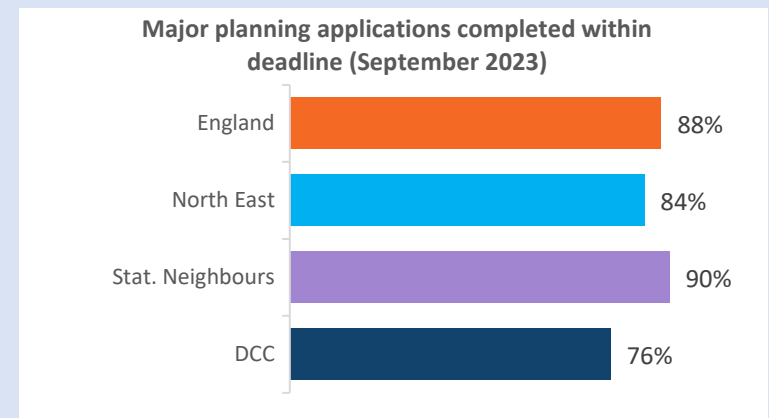 Major planning applications completed within
deadline (September 2023)
England
88%
North East
84%
Stat. Neighbours
90%
DCC
76%